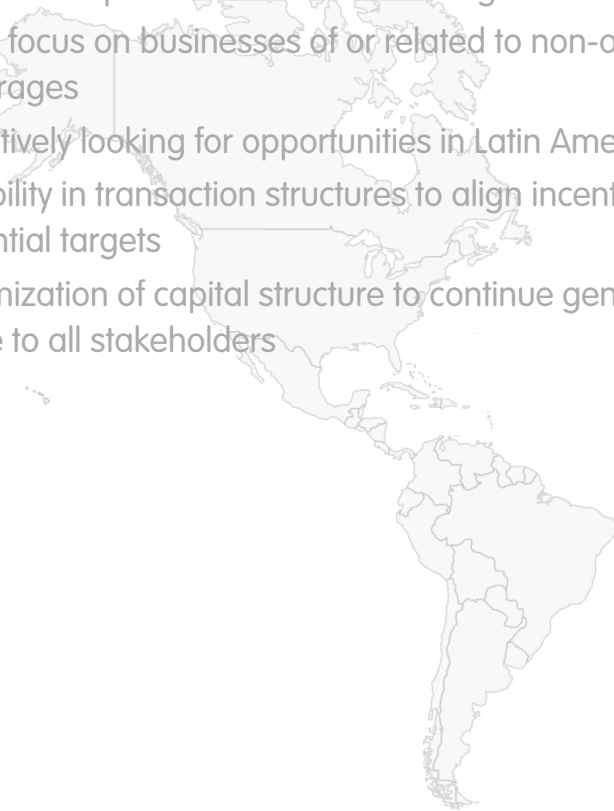 focus on businesses of or related to non-a
rages
tively looking for opportunities in Latin Ame
bility in transaction structures to align incent
ntial targets
mization of capital structure to continue gen
e to all stakeholders